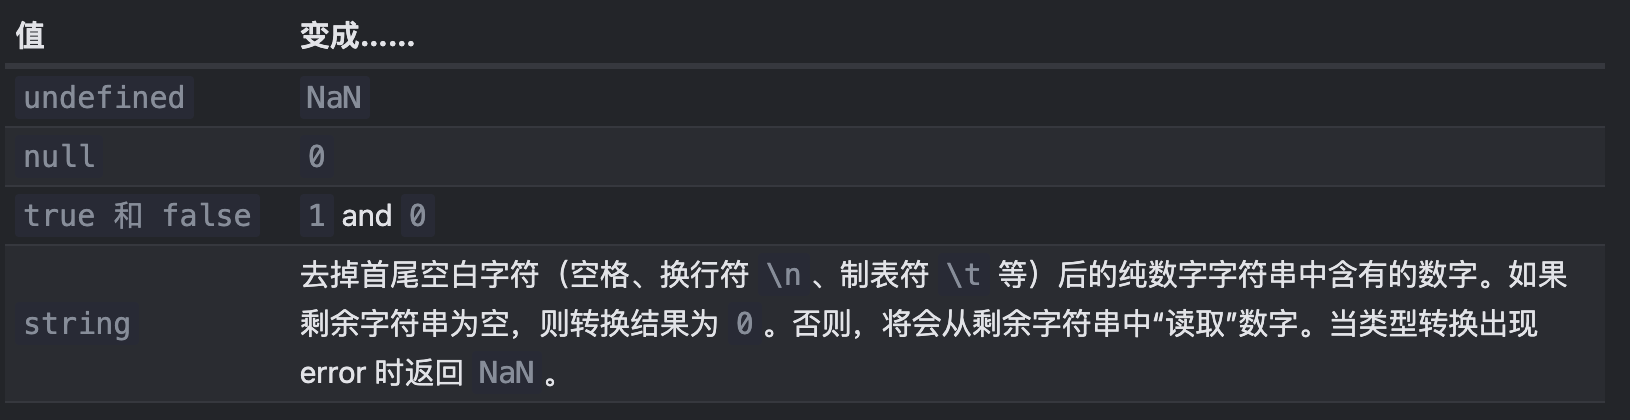 值 变成……
undefined NaN
null 0
true 和 false 1 and 0
去掉首尾空白字符（空格、换行符 \n 、制表符 \t 等）后的纯数字字符串中含有的数字。如果
string 剩余字符串为空，则转换结果为 0 。否则，将会从剩余字符串中“读取”数字。当类型转换出现
error 时返回 NaN 。